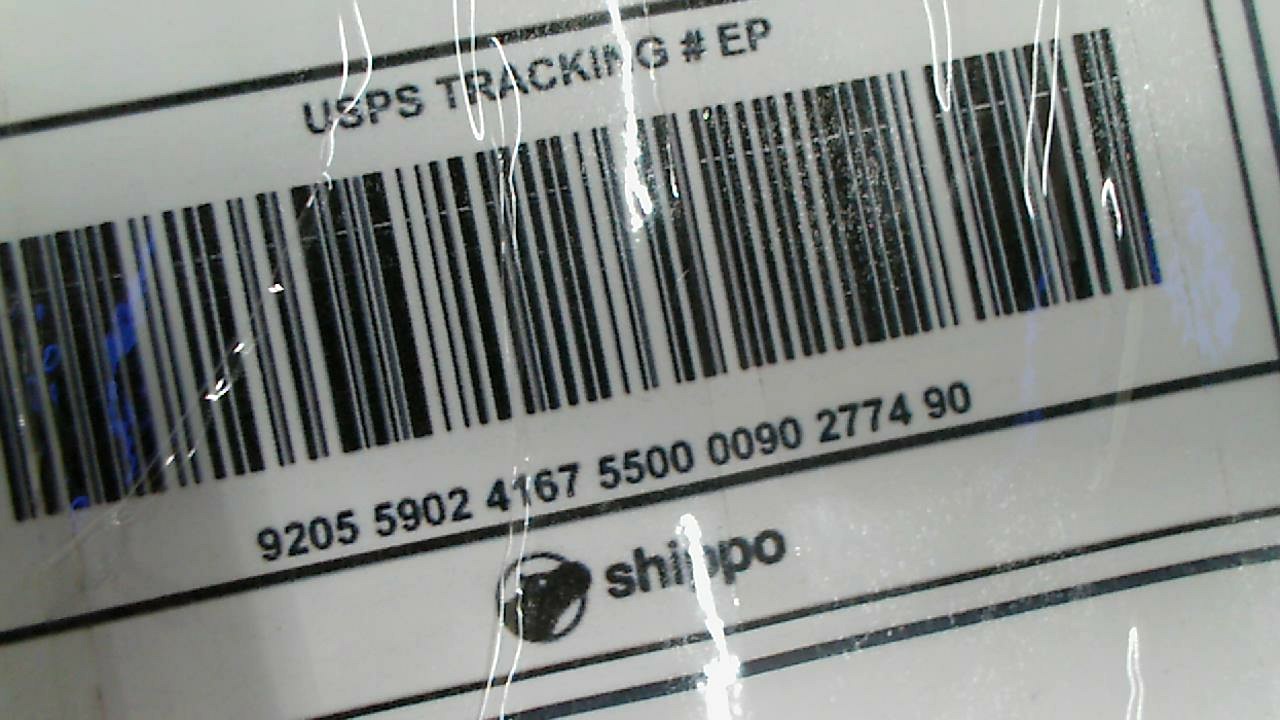 USPS TRACKING # EP
9205 5902 4167 5500 0090 2774 90
shippo